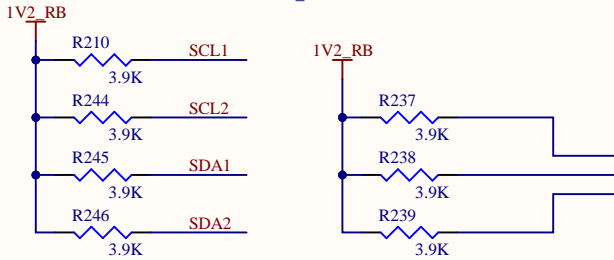 1V2_RB
R210
SCL1
3.9K
R244
SCL2
3.9K
R245
SDA1
3.9K
R246
SDA2
3.9K
1V2_RB
R237
3.9K
R238
3.9K
R239
3.9K